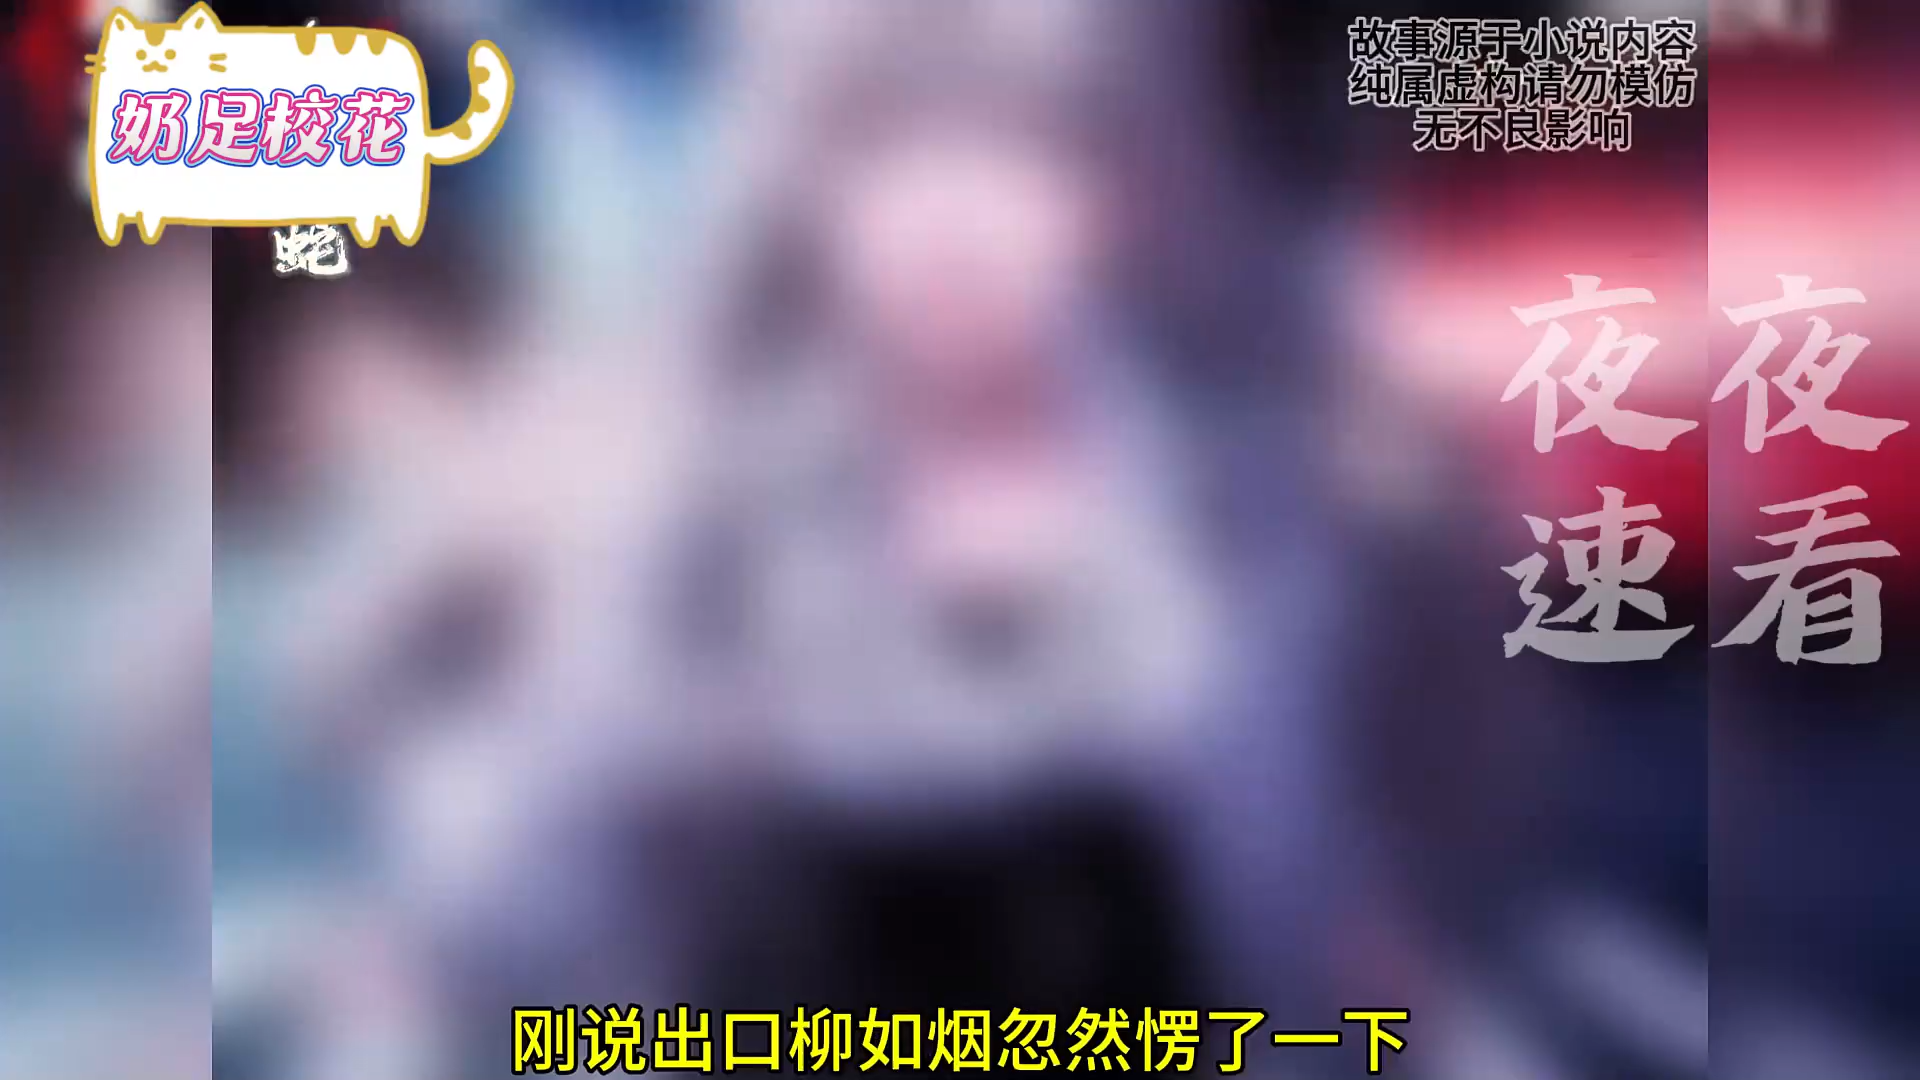 奶足校花
蛇
故事源于小说内容
纯属虚构请勿模仿
无不良影响
夜夜
速看
刚说出口柳如烟忽然愣了一下